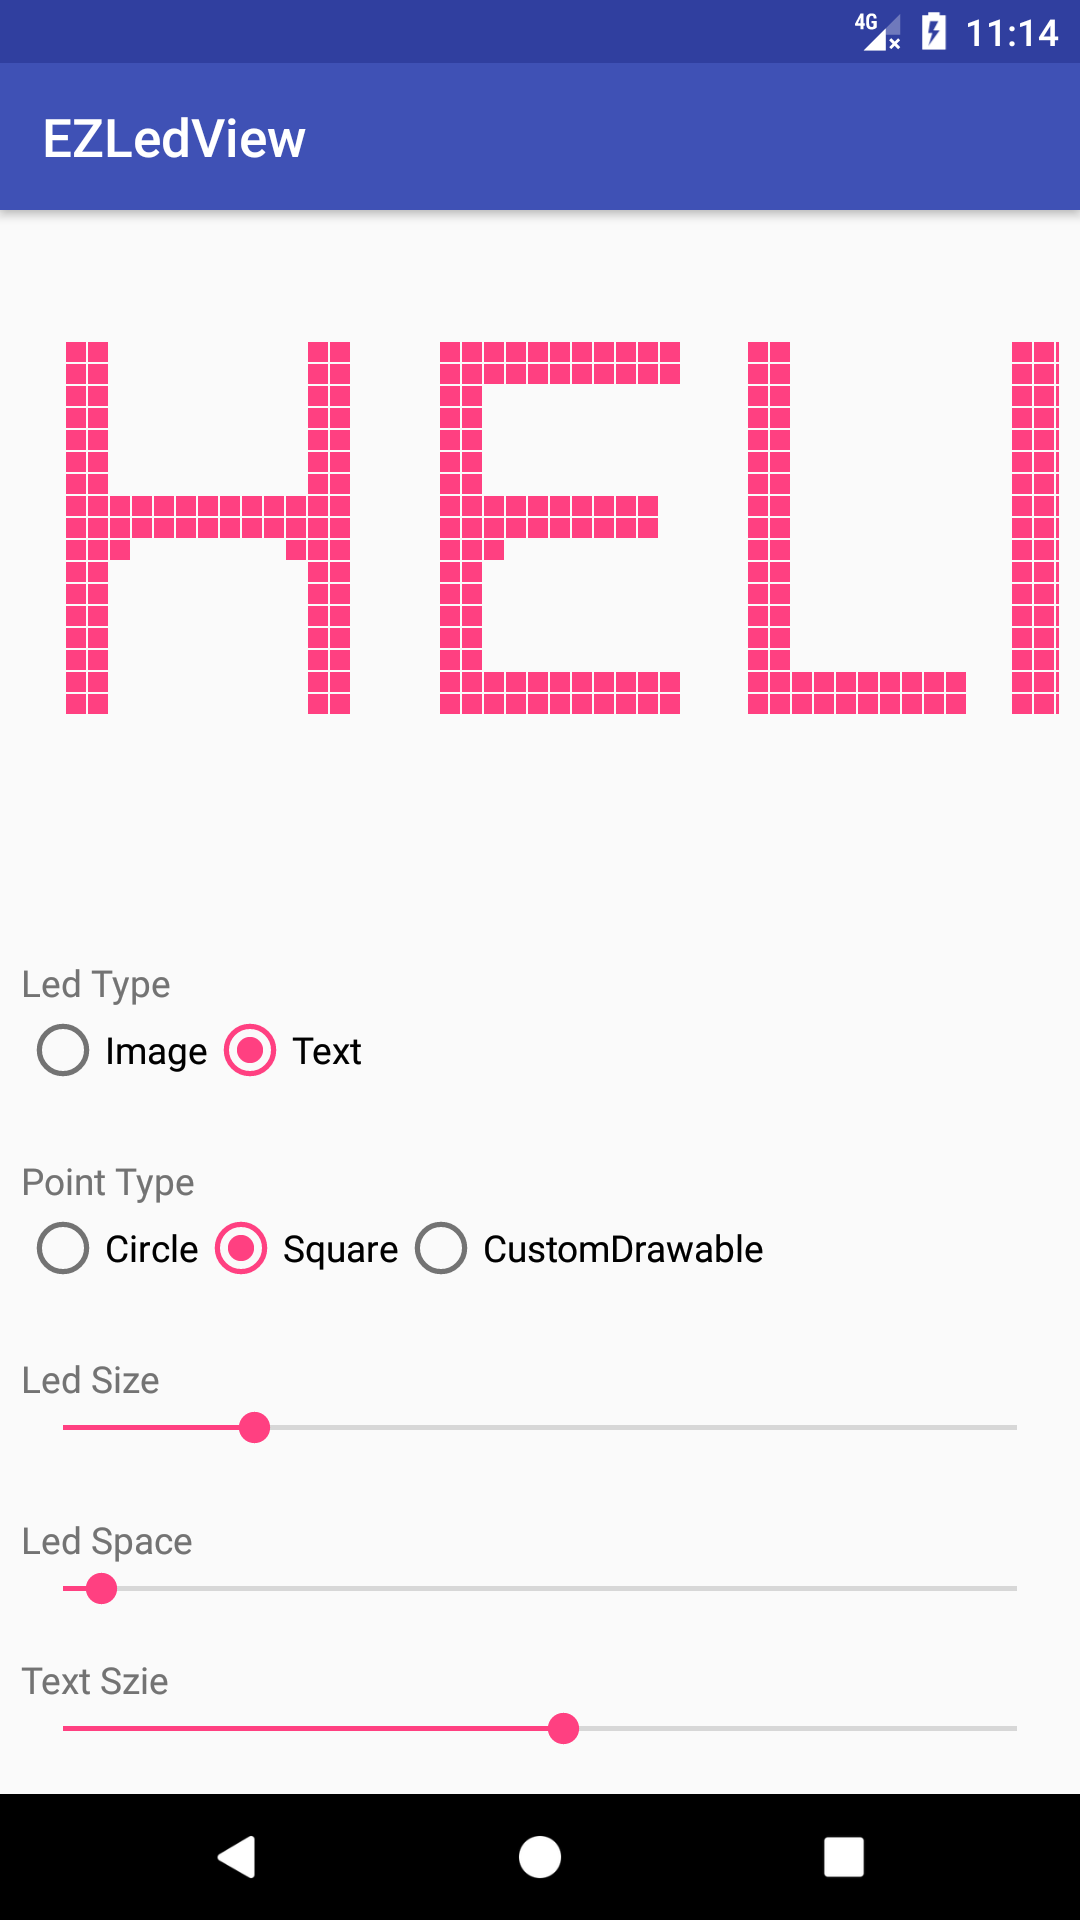 4G 11:14
EZLedView
HEL
Led Type
Image Text
Point Type
Circle Square CustomDrawable
Led Size
Led Space
Text Szie